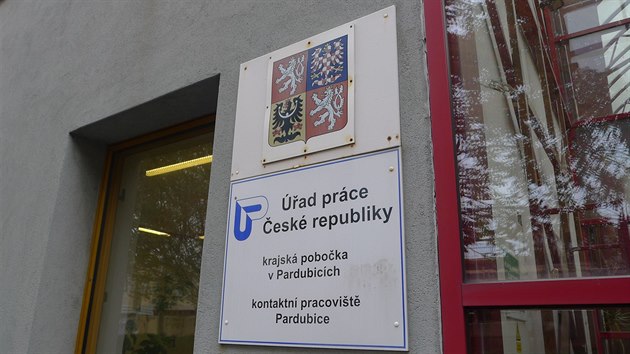 Úřad práce
České republiky
krajská pobočka
v Pardubicích
kontaktní pracoviště
Pardubice